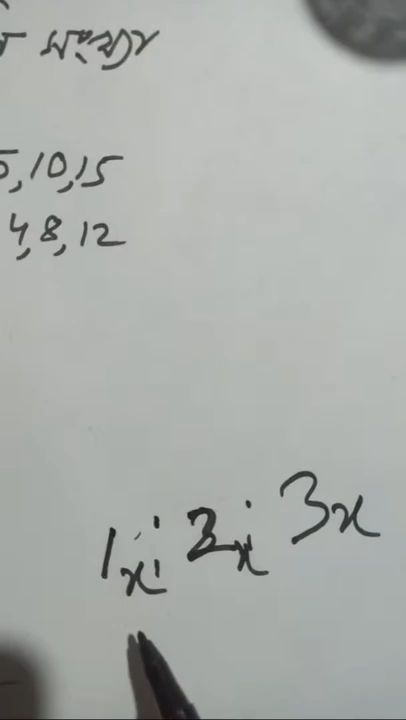 5,10,15
4,8,12
1x : 2x : 3x